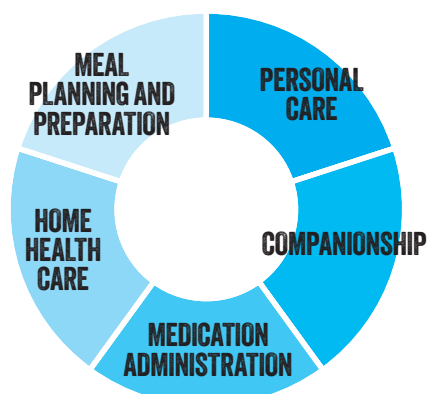 MEAL
PLANNING AND
PREPARATION
PERSONAL
CARE
COMPANIONSHIP
MEDICATION
ADMINISTRATION
HOME
HEALTH
CARE